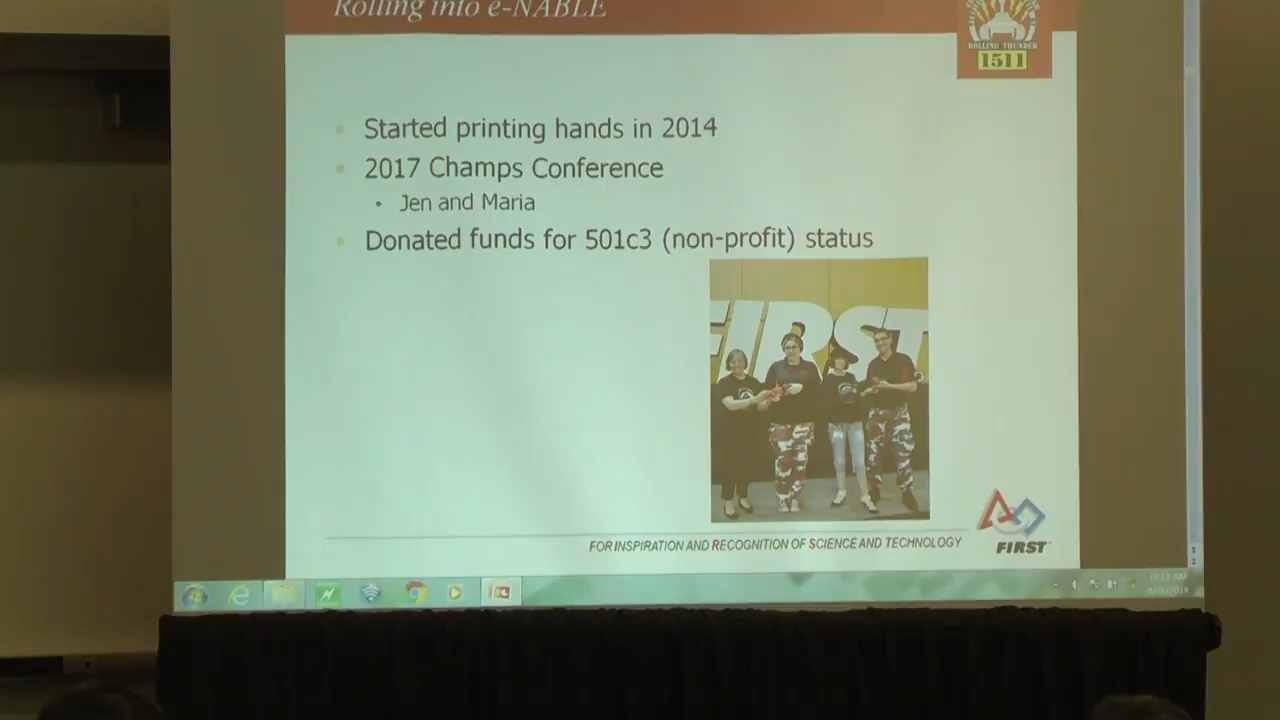 Rolling into e-NABLE
ROLLING THUNDER
1511
Started printing hands in 2014
2017 Champs Conference
Jen and Maria
Donated funds for 501c3 (non-profit) status
FIRST
FOR INSPIRATION AND RECOGNITION OF SCIENCE AND TECHNOLOGY
FIRST